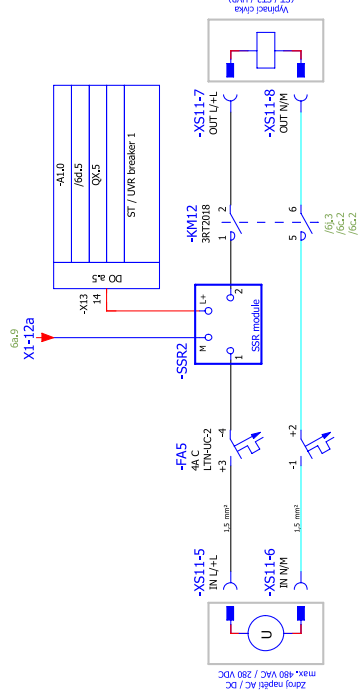 Vypínací cívka
-XS11-7
OUT L/+L
-XS11-8
OUT N/M
-A1.0
/6d.5
QX.5
ST / UVR breaker 1
DO a.5
-X13
14
6a.9
X1-12a
-KM12
3RT2018
1
2
5
6
/6j.3
/6c.2
/6c.2
-SSR2
M
L+
1
2
SSR module
-FA5
4A C
LTN-UC-2
+3
-4
-1
+2
1,5 mm²
1,5 mm²
-XS11-5
IN L/+L
-XS11-6
IN N/M
U
Zdroj napětí AC / DC
max. 480 VAC / 280 VDC